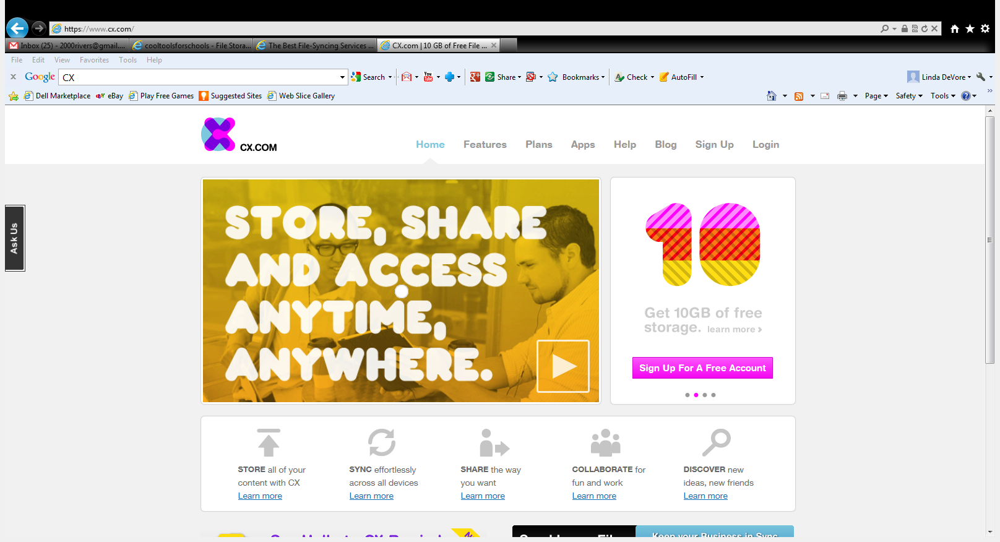 https://www.cx.com/
Inbox (25) - 2000rivers@gmail....
cooltoolsforschools - File Stora...
The Best File-Syncing Services ...
CX.com | 10 GB of Free File ...
File Edit View Favorites Tools Help
x Google CX Search Share Bookmarks Check AutoFill Linda DeVore
Dell Marketplace eBay Play Free Games Suggested Sites Web Slice Gallery Page Safety Tools
CX.COM
Home Features Plans Apps Help Blog Sign Up Login
Ask Us
STORE, SHARE
AND ACCESS
ANYTIME,
ANYWHERE.
10
Get 10GB of free
storage. learn more ›
Sign Up For A Free Account
STORE all of your
content with CX
Learn more
SYNC effortlessly
across all devices
Learn more
SHARE the way
you want
Learn more
COLLABORATE for
fun and work
Learn more
DISCOVER new
ideas, new friends
Learn more
Keep your Business in Sync